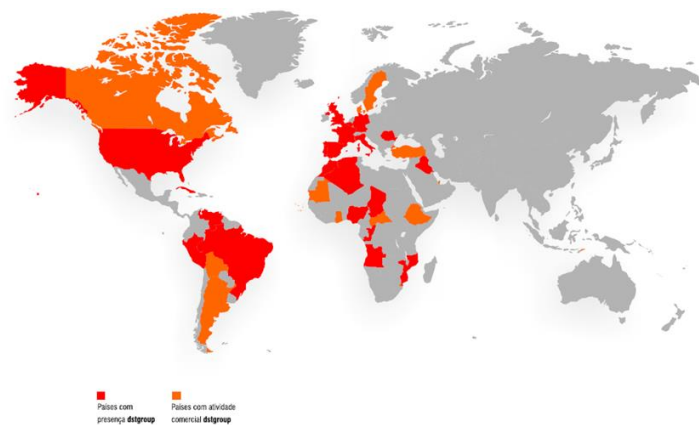 Países com
presença dstgroup
Países com atividade
comercial dstgroup